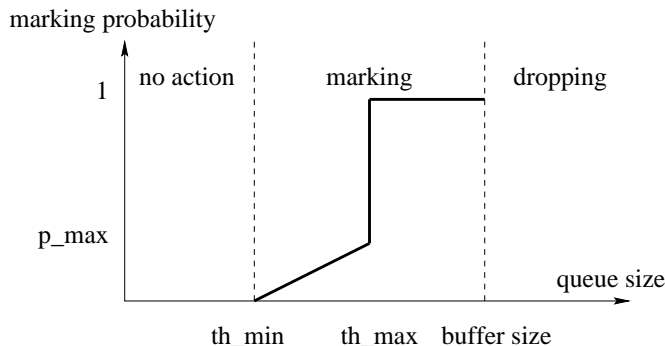 marking probability
no action
marking
dropping
1
p_max
queue size
th_min
th_max
buffer size